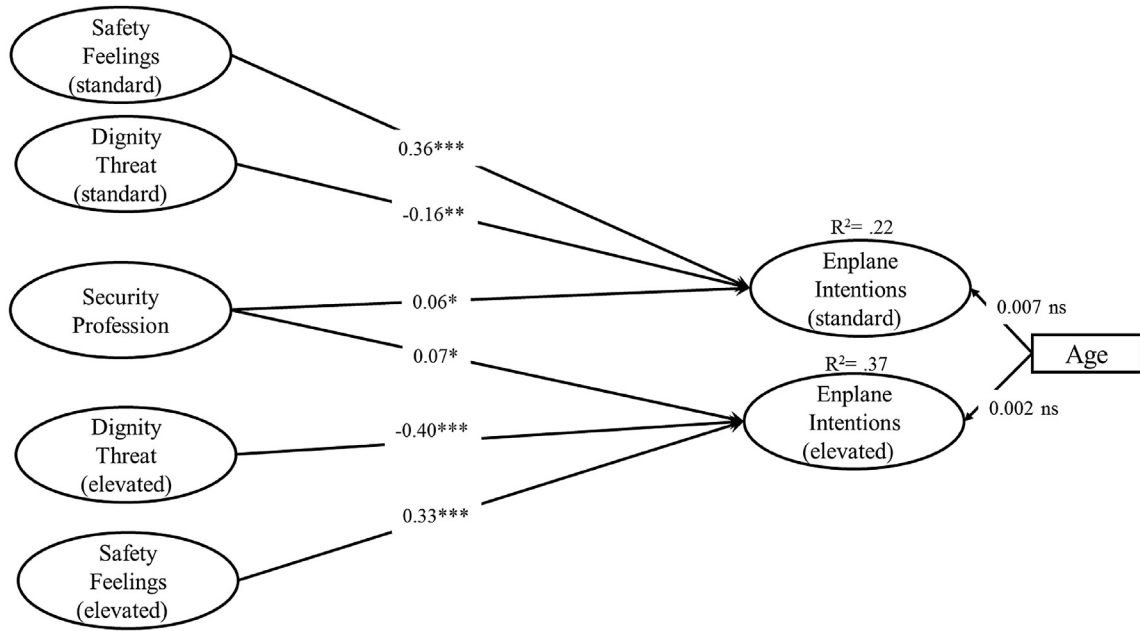 Safety
Feelings
(standard)
Dignity
Threat
(standard)
Security
Profession
Dignity
Threat
(elevated)
Safety
Feelings
(elevated)
0.36***
-0.16**
0.06*
0.07*
-0.40***
0.33***
R²= .22
Enplane
Intentions
(standard)
R²= .37
Enplane
Intentions
(elevated)
0.007 ns
Age
0.002 ns